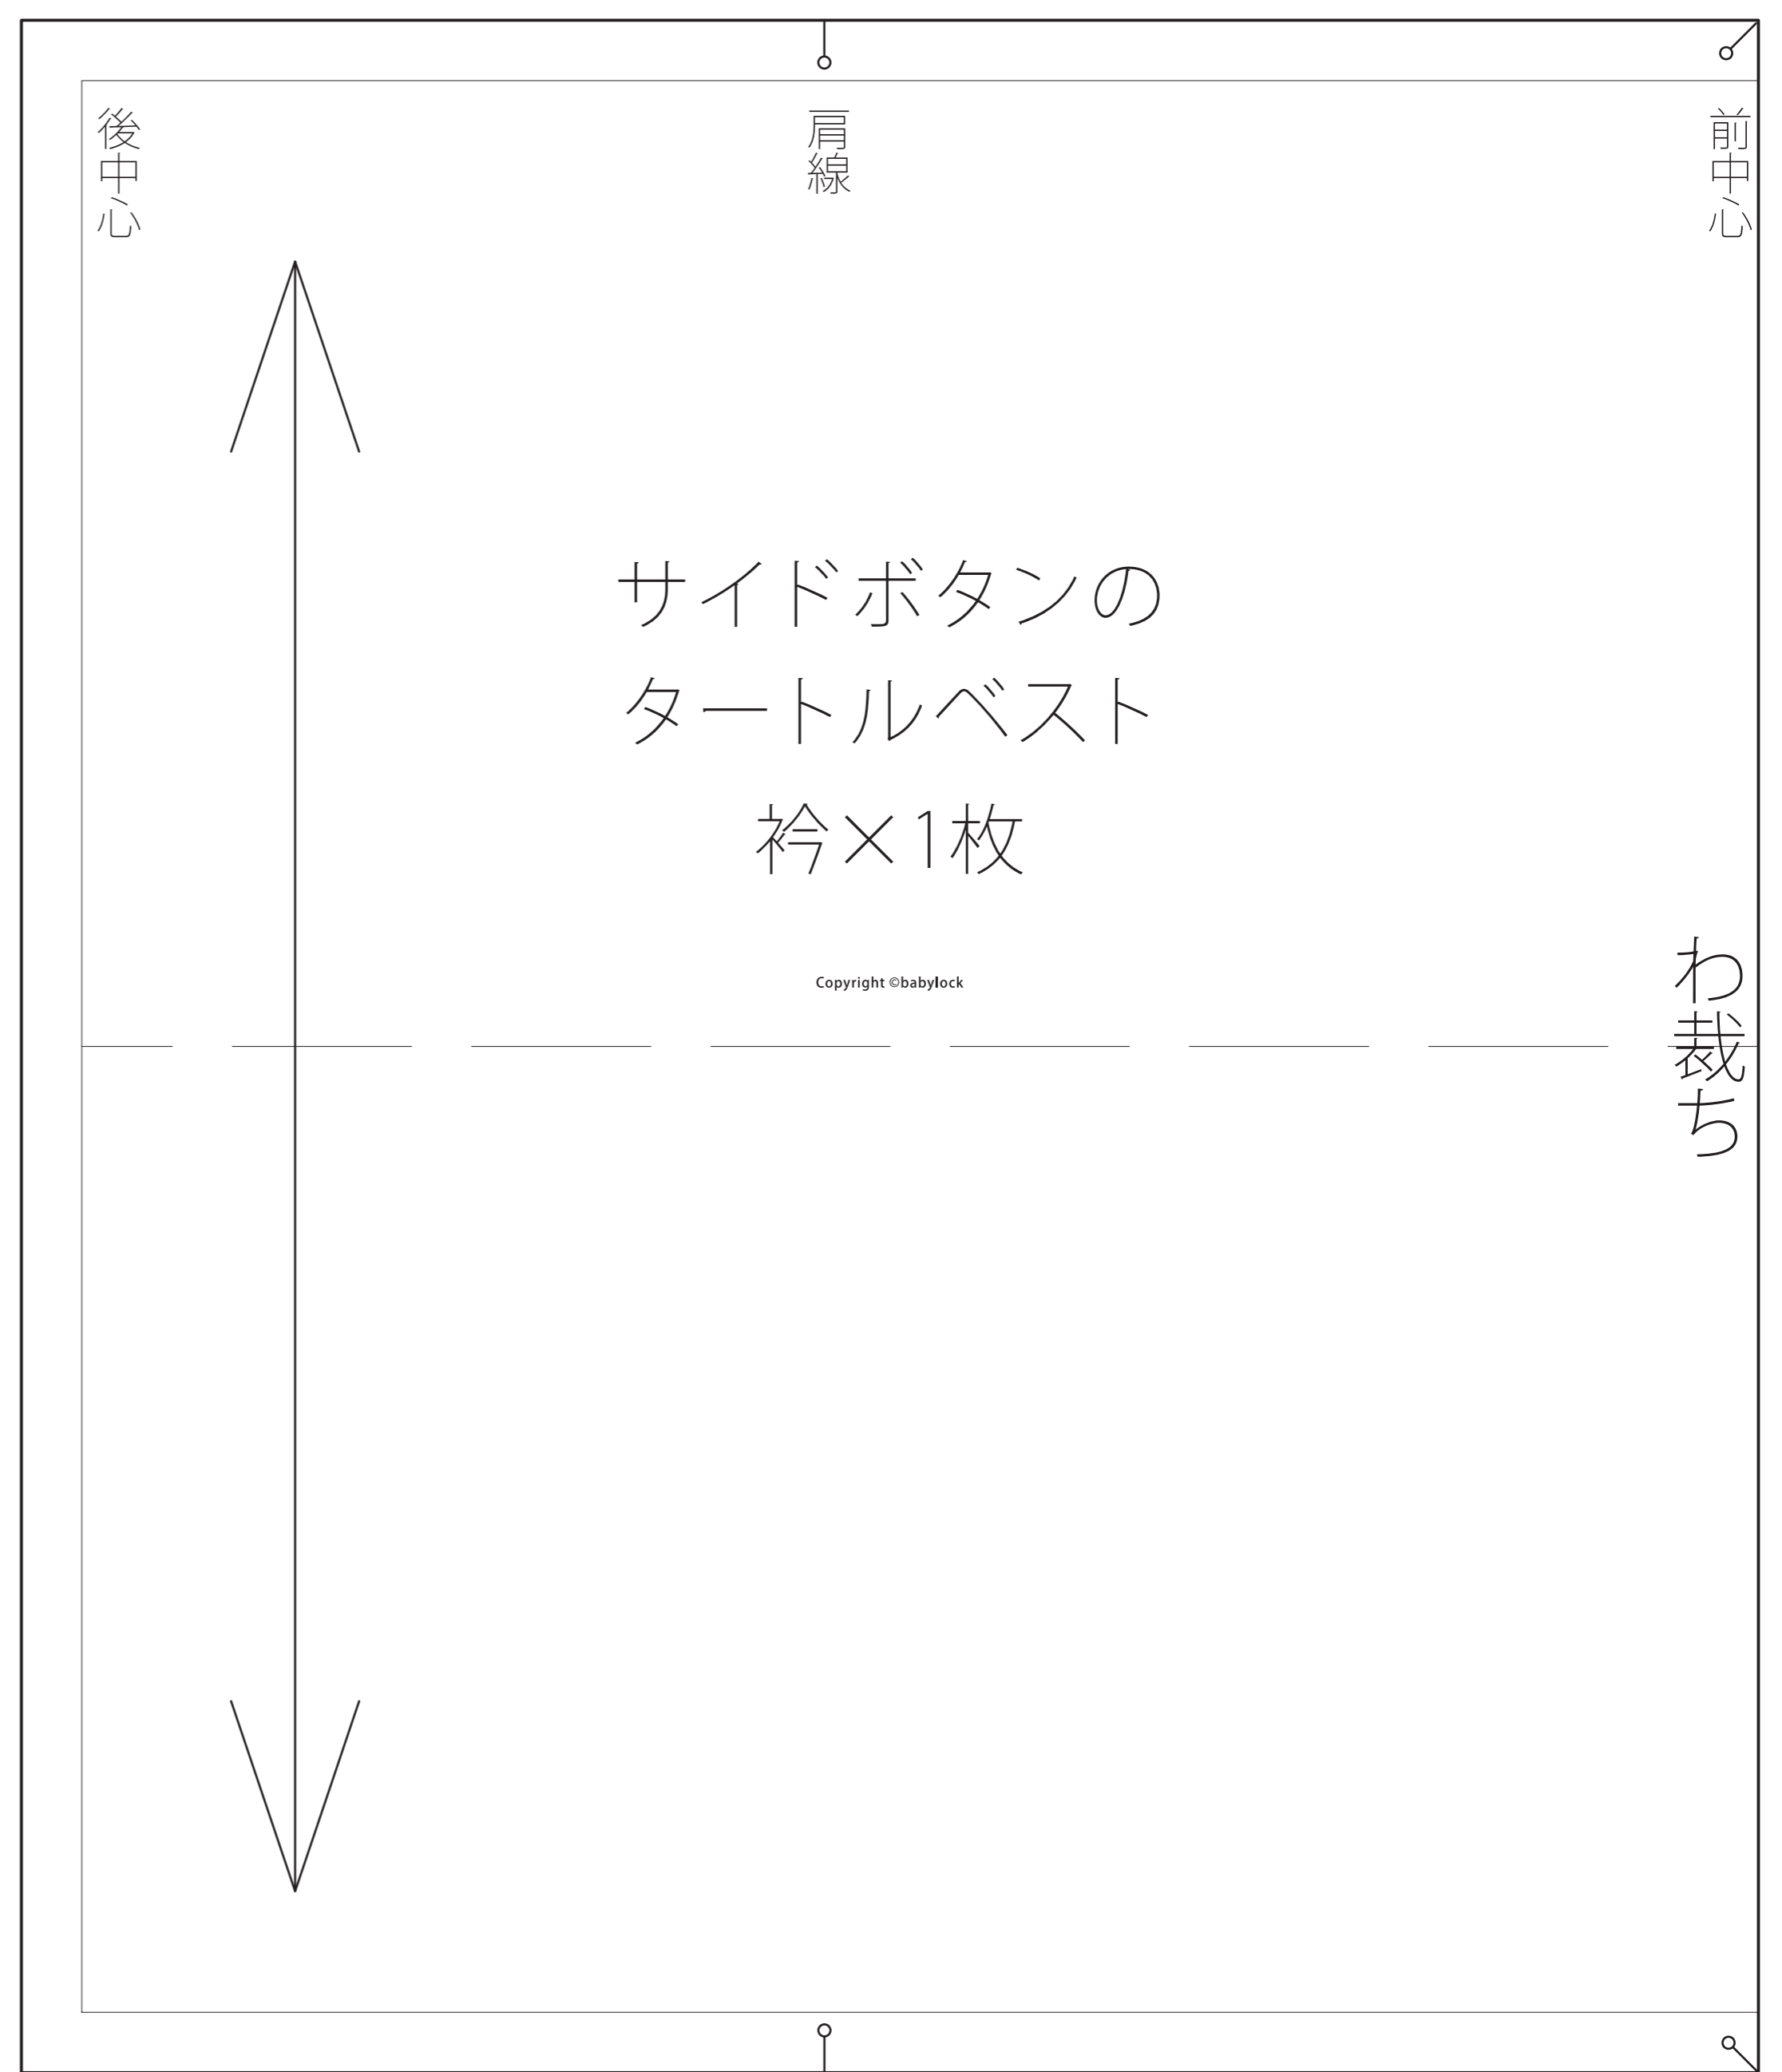 後中心
肩線
前中心
サイドボタンの
タートルベスト
衿×1枚
Copyright ©babylock
わ裁ち